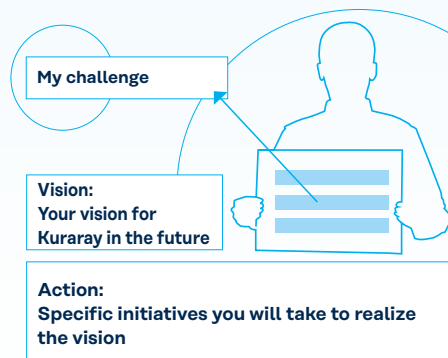 My challenge
Vision:
Your vision for
Kuraray in the future
Action:
Specific initiatives you will take to realize
the vision